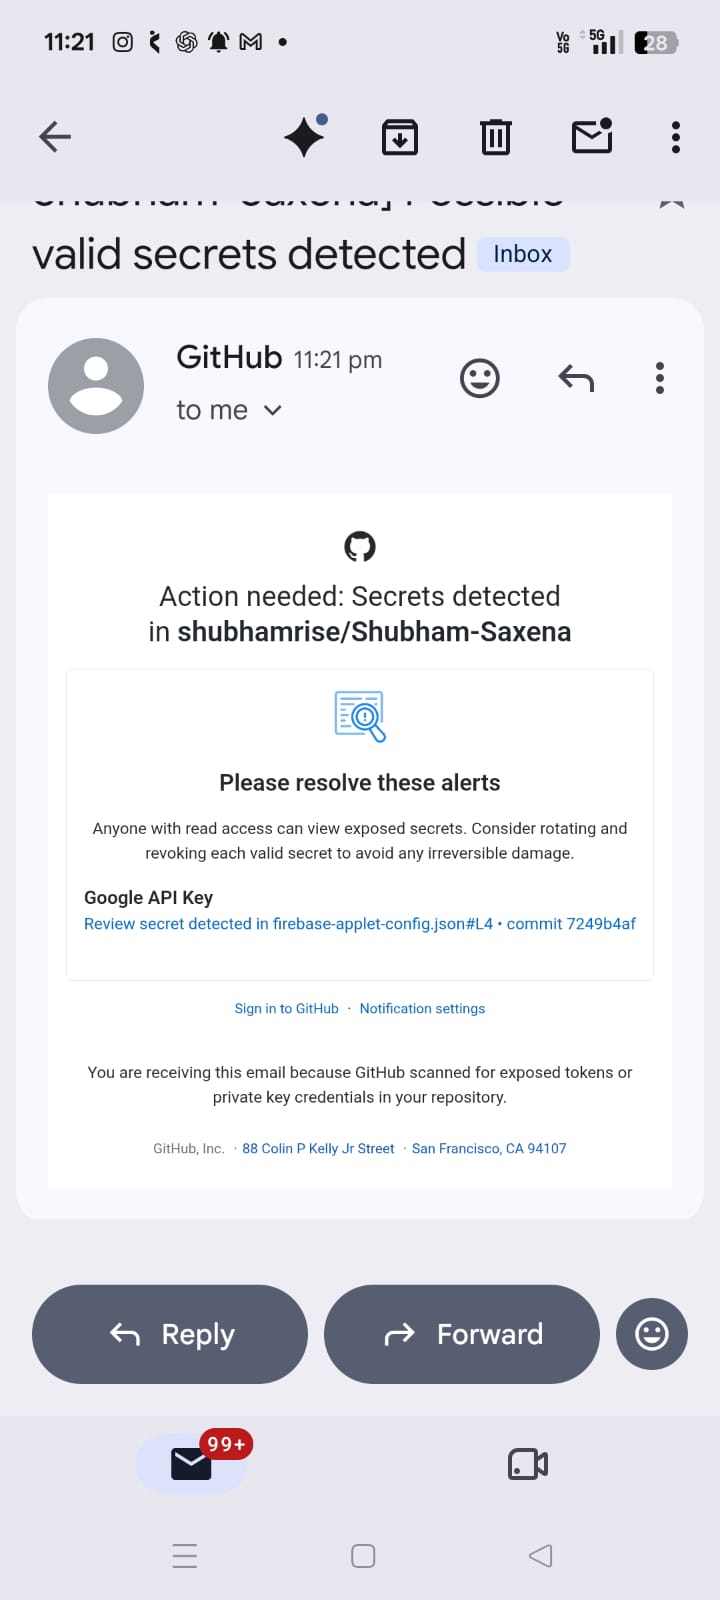 11:21
Vo 5G
5G
28
valid secrets detected Inbox
GitHub 11:21 pm
to me
Action needed: Secrets detected
in shubhamrise/Shubham-Saxena
Please resolve these alerts
Anyone with read access can view exposed secrets. Consider rotating and
revoking each valid secret to avoid any irreversible damage.
Google API Key
Review secret detected in firebase-applet-config.json#L4 • commit 7249b4af
Sign in to GitHub · Notification settings
You are receiving this email because GitHub scanned for exposed tokens or
private key credentials in your repository.
GitHub, Inc. · 88 Colin P Kelly Jr Street · San Francisco, CA 94107
Reply
Forward
99+